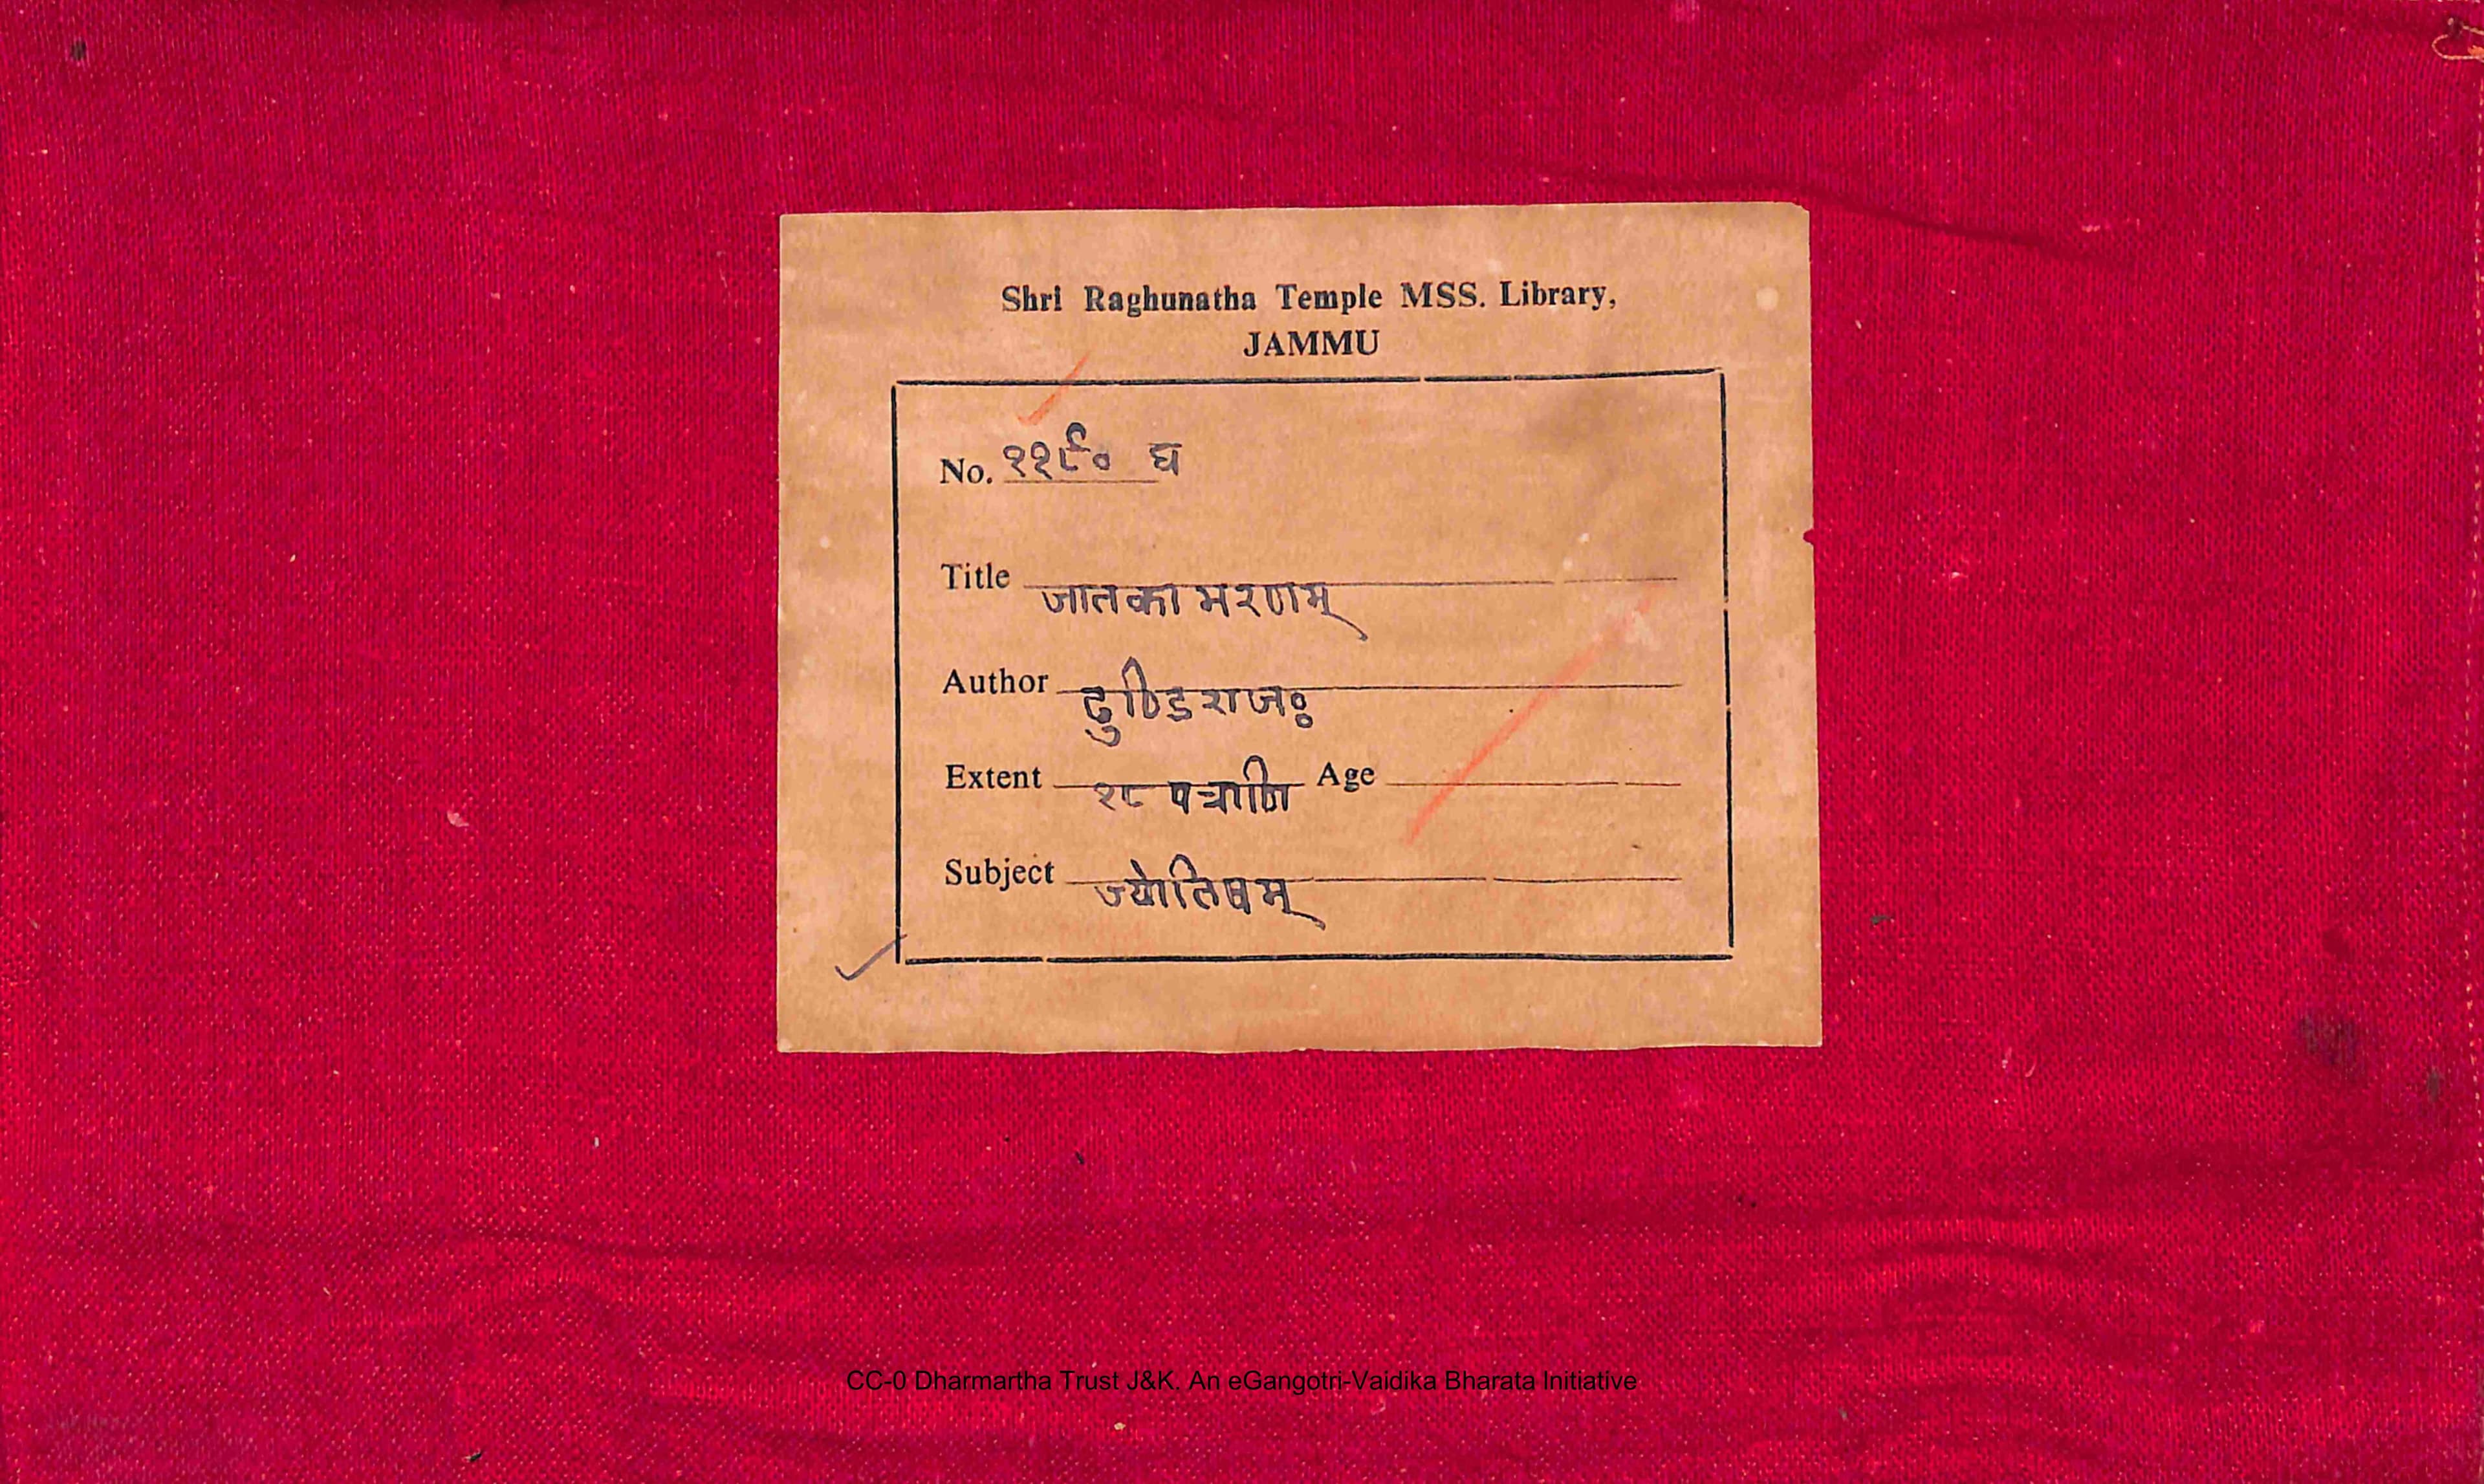 Shri Raghunatha Temple MSS. Library,
JAMMU
No. ११९० घ
Title जातकाभरणम्
Author ढुण्ढिराजः
Extent २८ पत्राणि Age
Subject ज्योतिषम्
CC-0 Dharmartha Trust J&K. An eGangotri-Vaidika Bharata Initiative